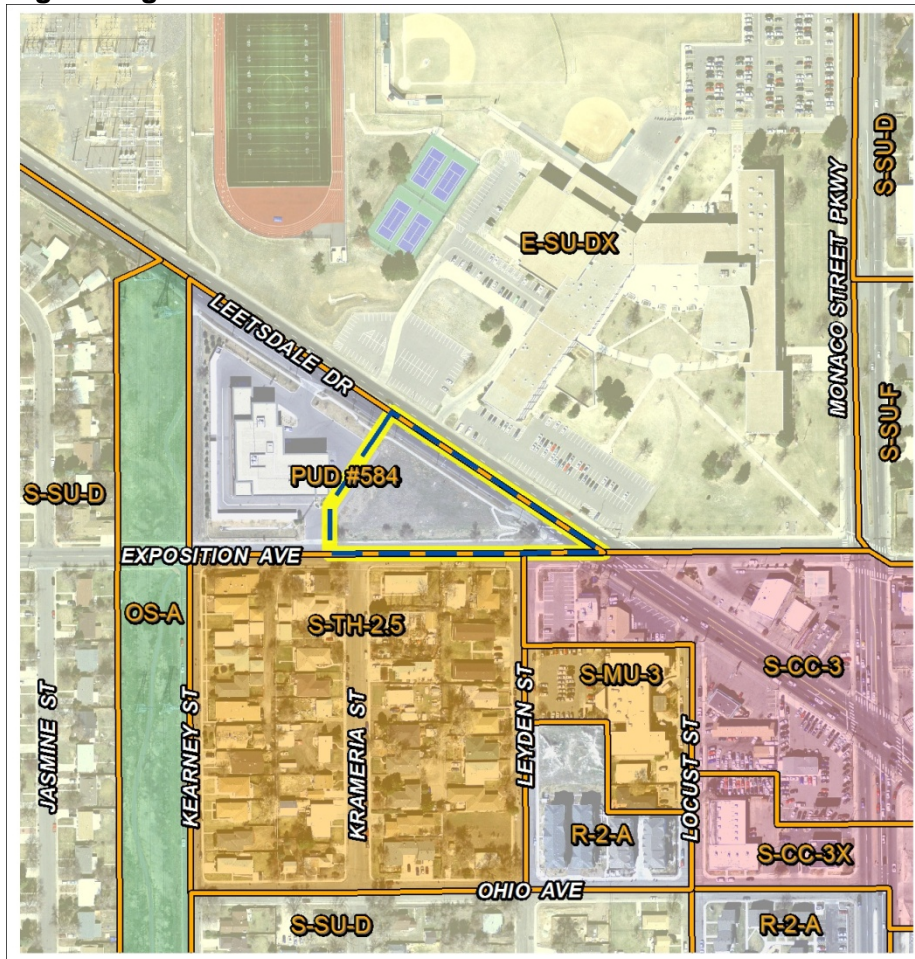 S-SU-D
MONACO STREET PKWY
E-SU-DX
LEETSDALE DR
S-SU-F
PUD #584
S-SU-D
EXPOSITION AVE
OS-A
S-TH-2.5
S-MU-3
S-CC-3
JASMINE ST
KEARNEY ST
KRAMERIA ST
LEYDEN ST
LOCUST ST
R-2-A
S-CC-3X
OHIO AVE
S-SU-D
R-2-A